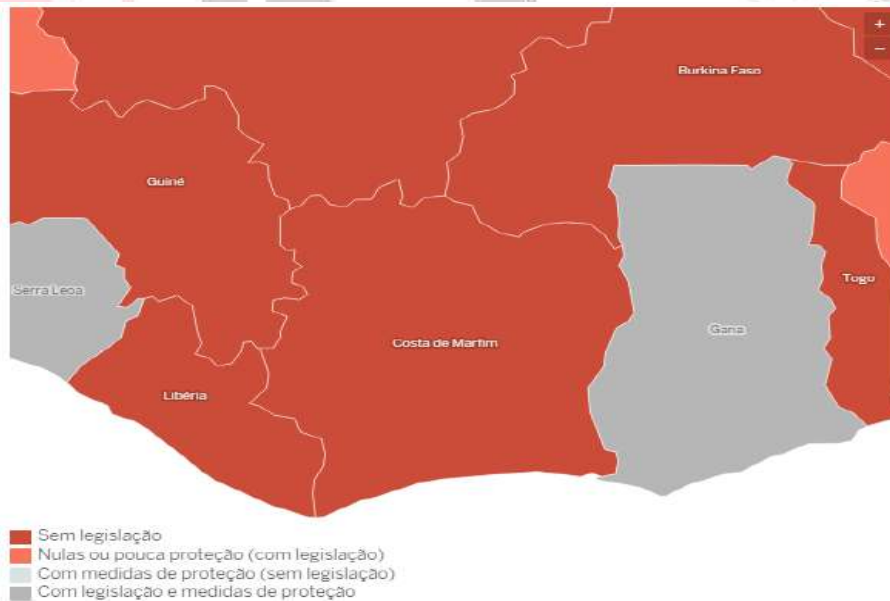 +
Burkina Faso
−
Guiné
Togo
Serra Leoa
Gana
Costa de Marfim
Libéria
Sem legislação
Nulas ou pouca proteção (com legislação)
Com medidas de proteção (sem legislação)
Com legislação e medidas de proteção